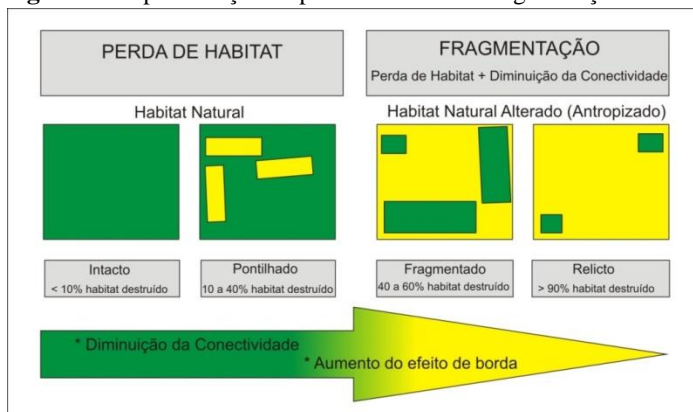 PERDA DE HABITAT
FRAGMENTAÇÃO
Perda de Habitat + Diminuição da Conectividade
Habitat Natural
Habitat Natural Alterado (Antropizado)
Intacto
< 10% habitat destruído
Pontilhado
10 a 40% habitat destruído
Fragmentado
40 a 60% habitat destruído
Relicto
> 90% habitat destruído
* Diminuição da Conectividade
* Aumento do efeito de borda